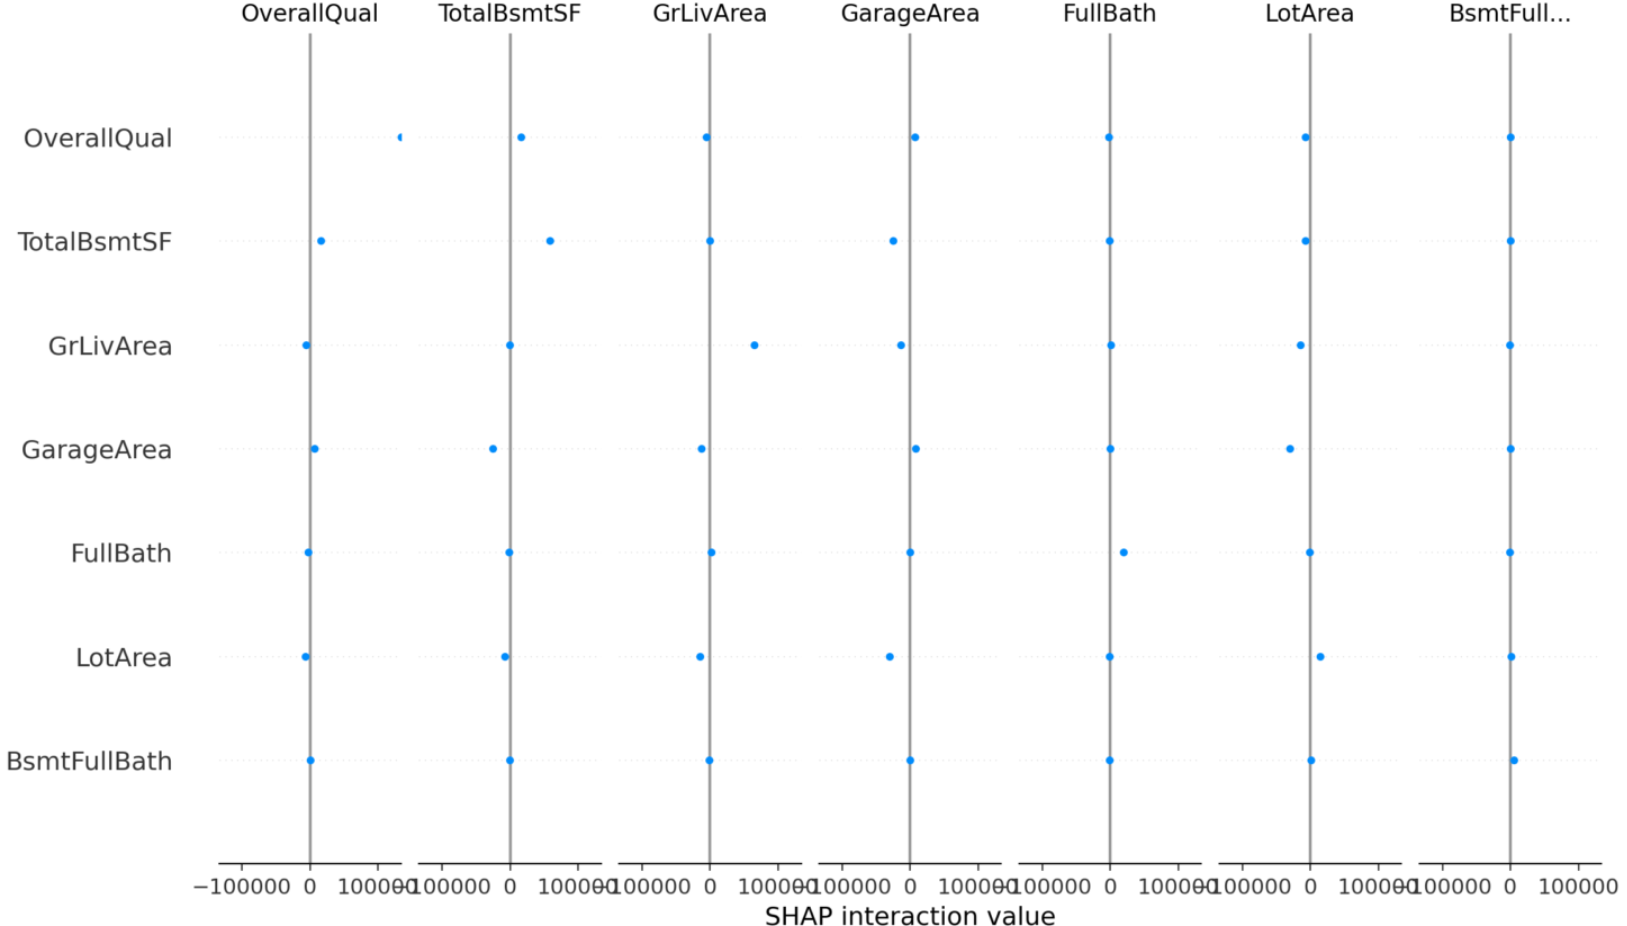 OverallQual TotalBsmtSF GrLivArea GarageArea FullBath LotArea BsmtFull...
OverallQual
TotalBsmtSF
GrLivArea
GarageArea
FullBath
LotArea
BsmtFullBath
−100000 0 100000 −100000 0 100000 −100000 0 100000 −100000 0 100000 −100000 0 100000 −100000 0 100000 −100000 0 100000
SHAP interaction value